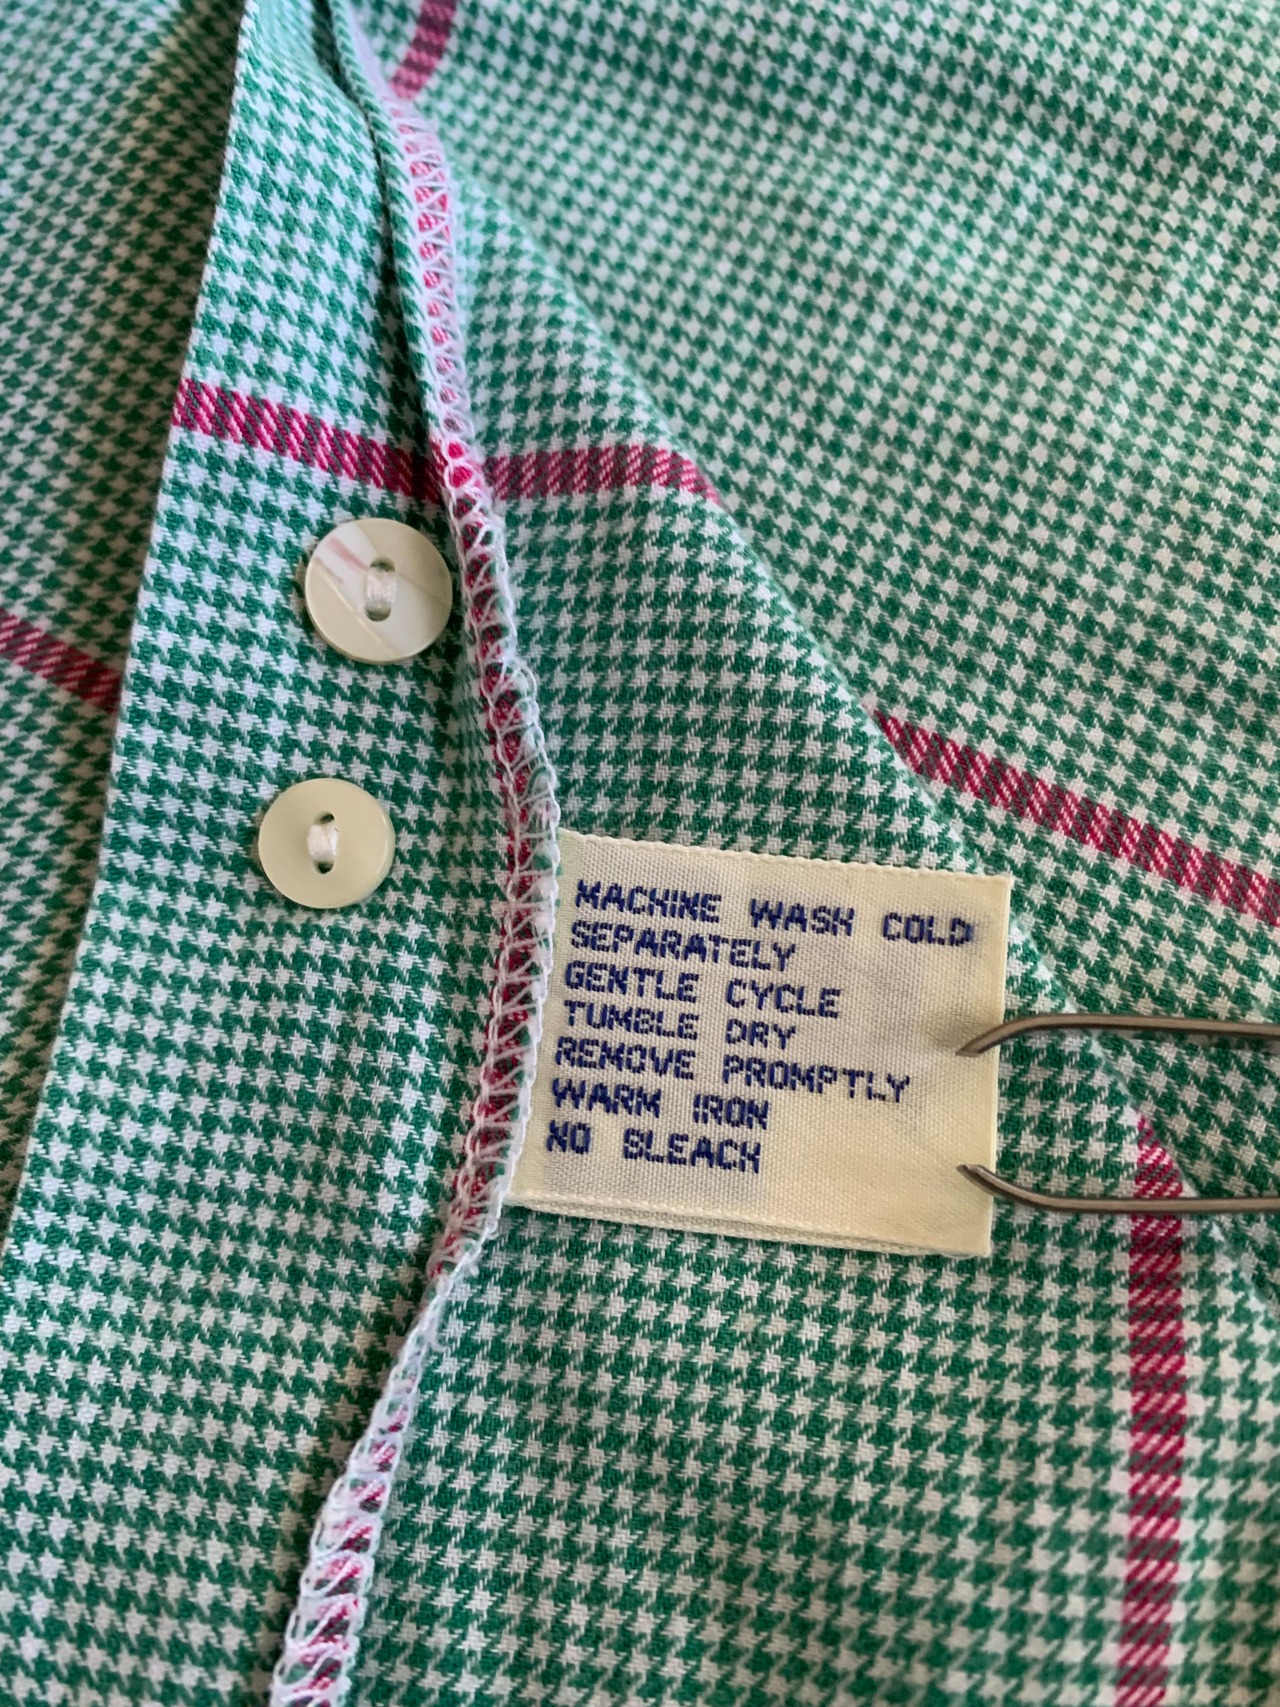 MACHINE WASH COLD
SEPARATELY
GENTLE CYCLE
TUMBLE DRY
REMOVE PROMPTLY
WARM IRON
NO BLEACH